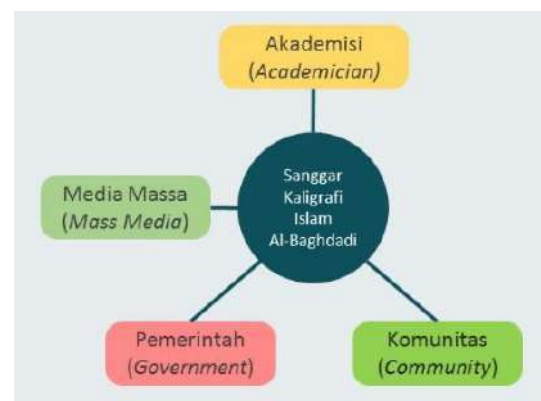 Akademisi
(Academician)
Sanggar
Kaligrafi
Islam
Al-Baghdadi
Media Massa
(Mass Media)
Pemerintah
(Government)
Komunitas
(Community)